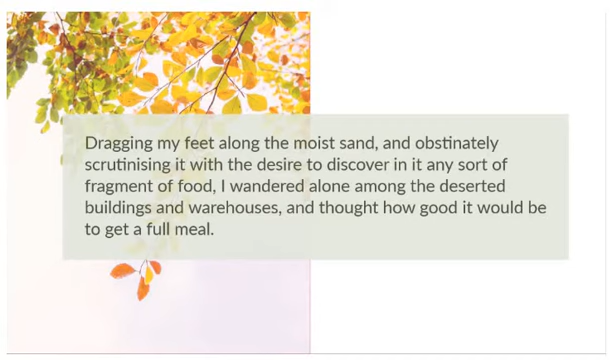 Dragging my feet along the moist sand, and obstinately
scrutinising it with the desire to discover in it any sort of
fragment of food, I wandered alone among the deserted
buildings and warehouses, and thought how good it would be
to get a full meal.